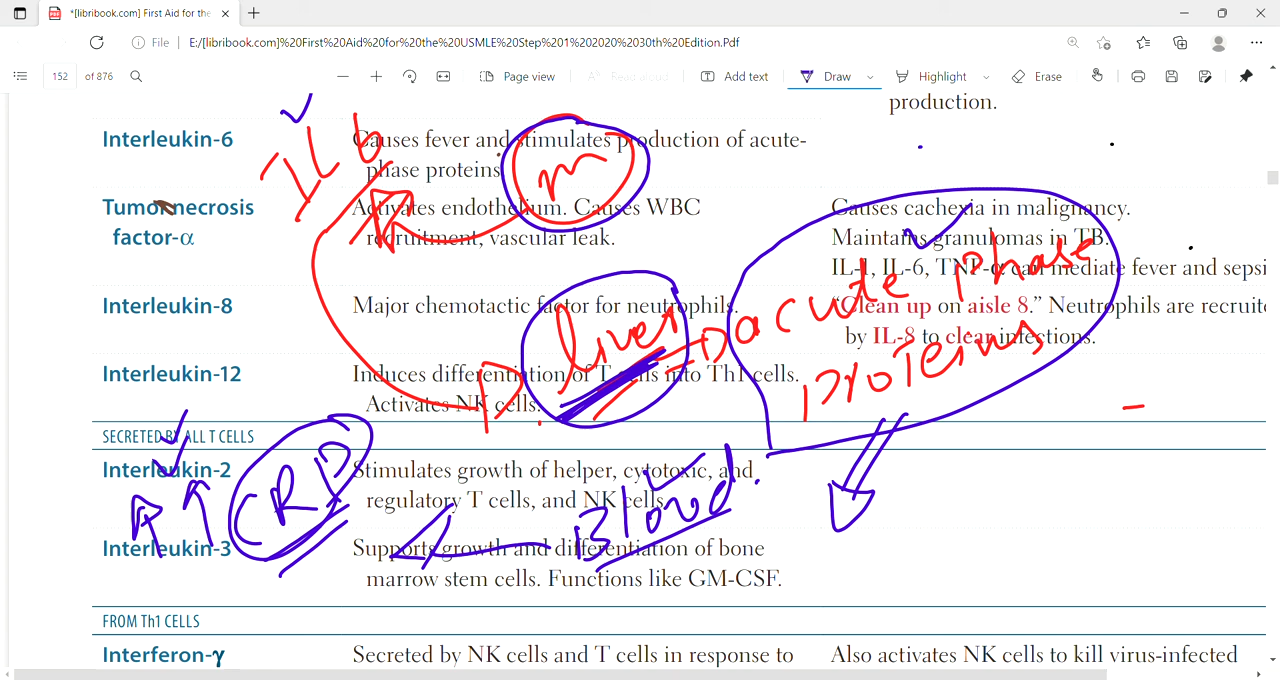 *[libribook.com] First Aid for the
File E:/[libribook.com]%20First%20Aid%20for%20the%20USMLE%20Step%201%202020%2030th%20Edition.Pdf
152 of 876 Page view Read aloud Add text Draw Highlight Erase
production.
Interleukin-6 Causes fever and stimulates production of acute-
phase proteins
IL 6
m
Tumor necrosis Activates endothelium. Causes WBC Causes cachexia in malignancy.
factor-α recruitment, vascular leak. Maintains granulomas in TB.
IL-1, IL-6, TNF-α can mediate fever and sepsi
Interleukin-8 Major chemotactic factor for neutrophils. "Clean up on aisle 8." Neutrophils are recruite
by IL-8 to clear infections.
liver acute phase
proteins
Interleukin-12 Induces differentiation of T cells into Th1 cells.
Activates NK cells.
SECRETED BY ALL T CELLS
Interleukin-2 Stimulates growth of helper, cytotoxic, and
regulatory T cells, and NK cells.
CRP Blood.
Interleukin-3 Supports growth and differentiation of bone
marrow stem cells. Functions like GM-CSF.
FROM Th1 CELLS
Interferon-γ Secreted by NK cells and T cells in response to Also activates NK cells to kill virus-infected